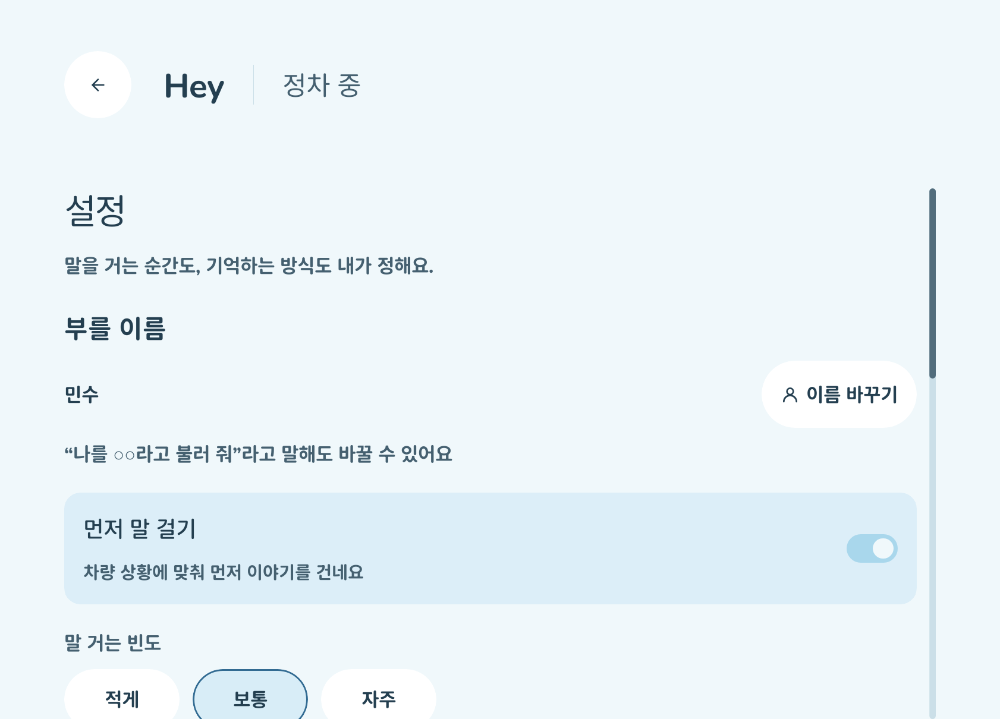 Hey
정차 중
설정
말을 거는 순간도, 기억하는 방식도 내가 정해요.
부를 이름
민수
이름 바꾸기
“나를 ○○라고 불러 줘”라고 말해도 바꿀 수 있어요
먼저 말 걸기
차량 상황에 맞춰 먼저 이야기를 건네요
말 거는 빈도
적게
보통
자주